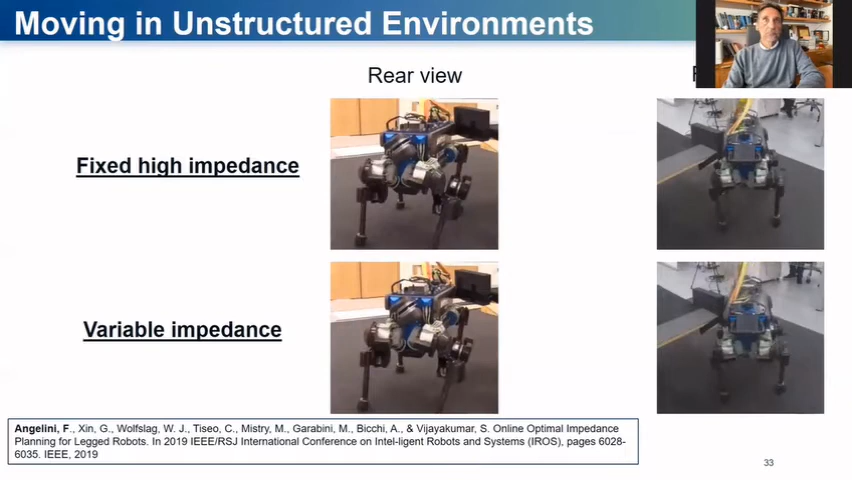 Moving in Unstructured Environments
Rear view
Fixed high impedance
Variable impedance
Angelini, F., Xin, G., Wolfslag, W. J., Tiseo, C., Mistry, M., Garabini, M., Bicchi, A., & Vijayakumar, S. Online Optimal Impedance
Planning for Legged Robots. In 2019 IEEE/RSJ International Conference on Intel-ligent Robots and Systems (IROS), pages 6028-
6035. IEEE, 2019
33